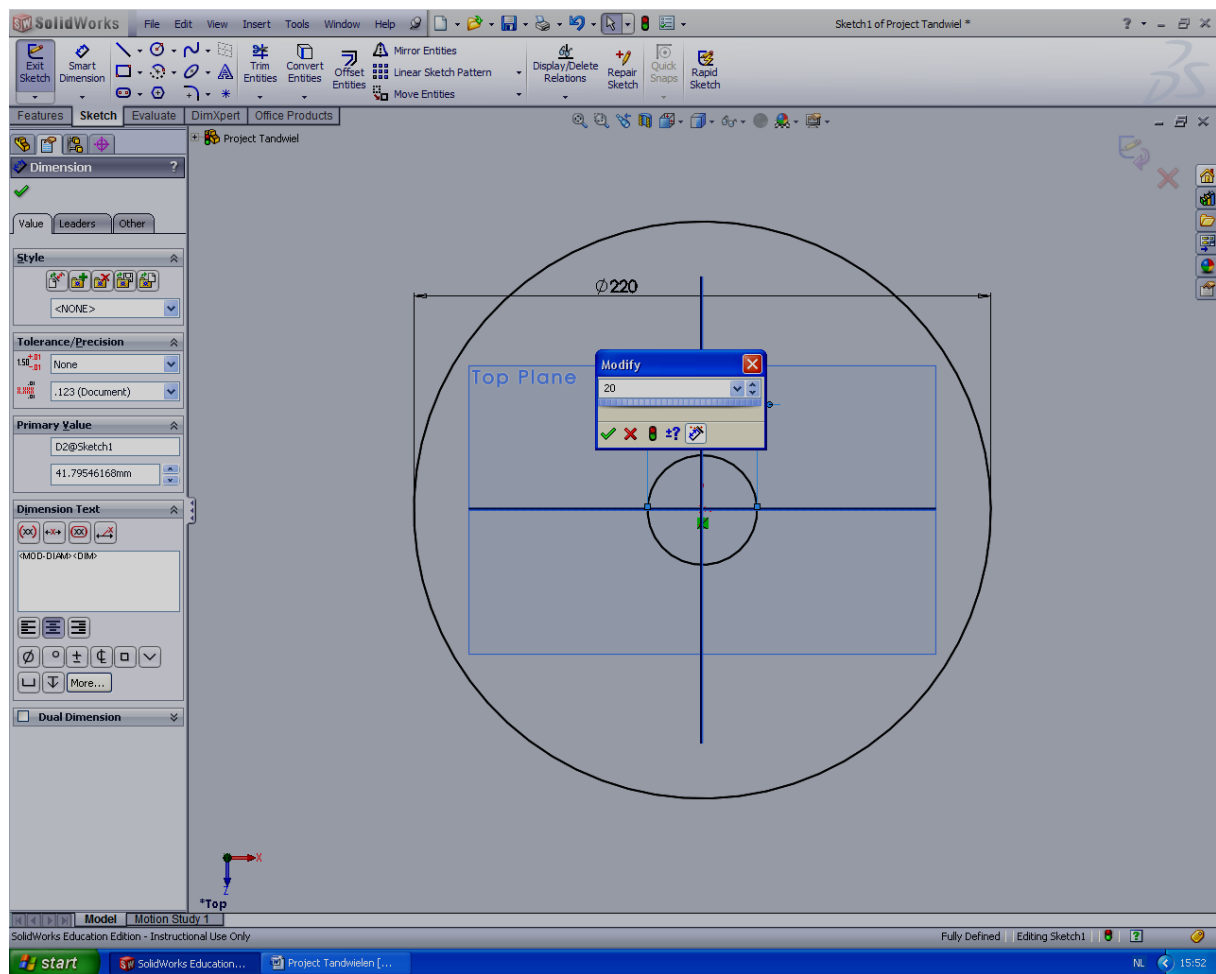 SolidWorks File Edit View Insert Tools Window Help Sketch1 of Project Tandwiel * ?
Exit Sketch
Smart Dimension
Trim Entities
Convert Entities
Offset Entities
Mirror Entities
Linear Sketch Pattern
Move Entities
Display/Delete Relations
Repair Sketch
Quick Snaps
Rapid Sketch
Features Sketch Evaluate DimXpert Office Products
Project Tandwiel
Dimension ?
Value Leaders Other
Style
<NONE>
Tolerance/Precision
None
.123 (Document)
Primary Value
D2@Sketch1
41.79546168mm
Dimension Text
<MOD-DIAM><DIM>
More...
Dual Dimension
Ø220
Top Plane
Modify
20
±?
X
Z
*Top
Model Motion Study 1
SolidWorks Education Edition - Instructional Use Only Fully Defined Editing Sketch1 ?
start SolidWorks Education... Project Tandwielen [... NL 15:52